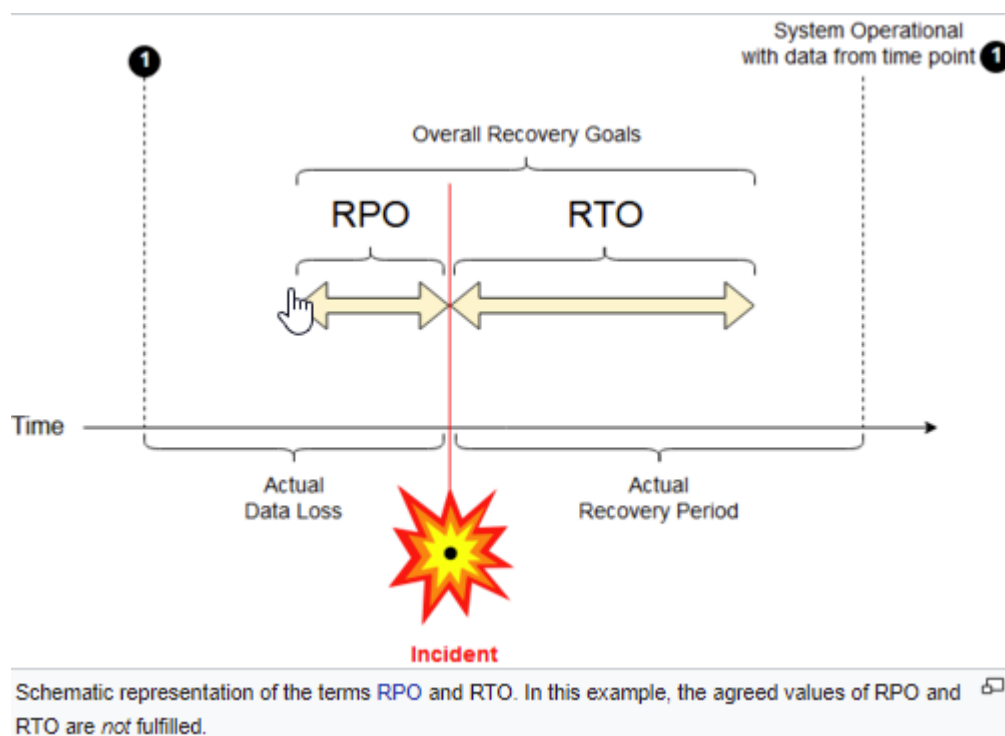 1
System Operational
with data from time point 1
Overall Recovery Goals
RPO
RTO
Time
Actual
Data Loss
Actual
Recovery Period
Incident
Schematic representation of the terms RPO and RTO. In this example, the agreed values of RPO and
RTO are not fulfilled.